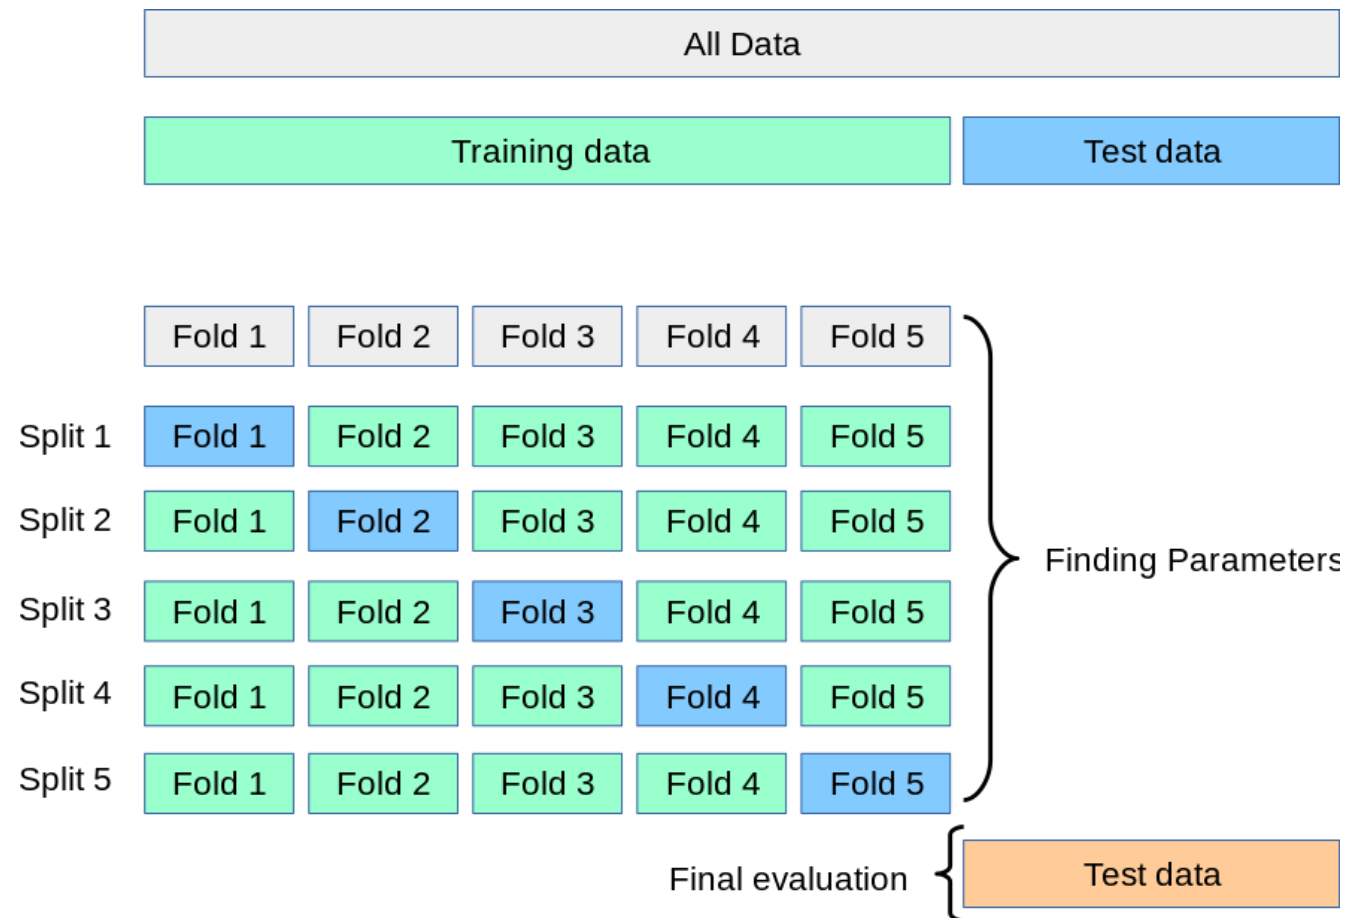 All Data
Training data Test data
Fold 1 Fold 2 Fold 3 Fold 4 Fold 5
Split 1 Fold 1 Fold 2 Fold 3 Fold 4 Fold 5
Split 2 Fold 1 Fold 2 Fold 3 Fold 4 Fold 5
Finding Parameters
Split 3 Fold 1 Fold 2 Fold 3 Fold 4 Fold 5
Split 4 Fold 1 Fold 2 Fold 3 Fold 4 Fold 5
Split 5 Fold 1 Fold 2 Fold 3 Fold 4 Fold 5
Final evaluation Test data